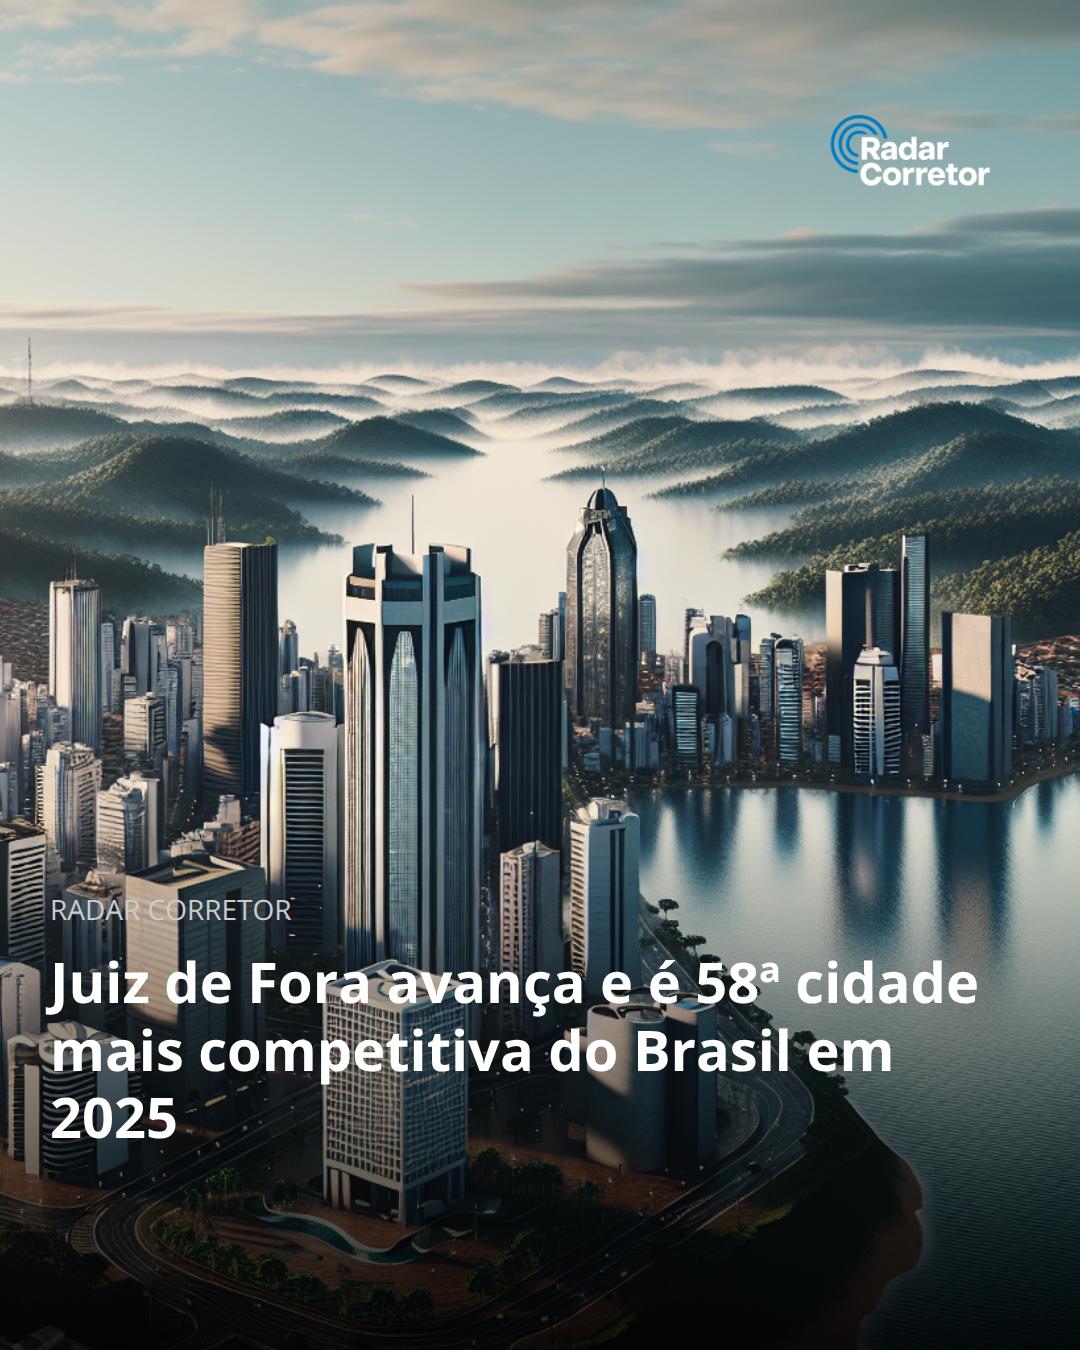 Radar
Corretor
RADAR CORRETOR
Juiz de Fora avança e é 58ª cidade
mais competitiva do Brasil em
2025